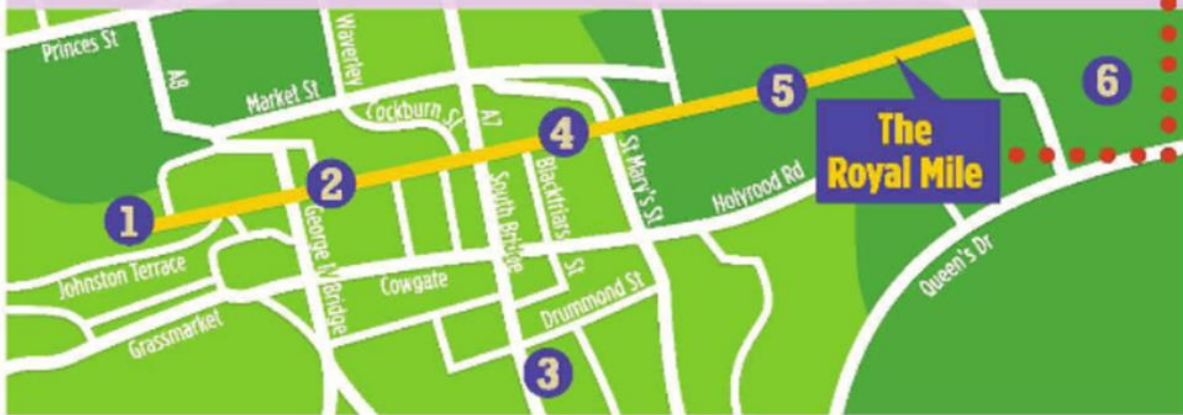 Princes St
A8
Waverley
Market St
Cockburn St
A7
1
2
3
4
5
6
The
Royal Mile
St Mary's St
Blackfriars St
South Bridge
George IV Bridge
Holyrood Rd
Johnston Terrace
Cowgate
Grassmarket
Drummond St
Queen's Dr